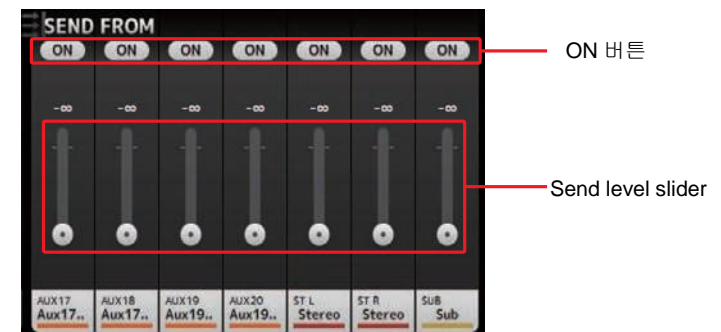 SEND FROM
ON ON ON ON ON ON ON
ON 버튼
-∞ -∞ -∞ -∞ -∞ -∞ -∞
Send level slider
AUX17 AUX18 AUX19 AUX20 ST L ST R SUB
Aux17.. Aux17.. Aux19.. Aux19.. Stereo Stereo Sub